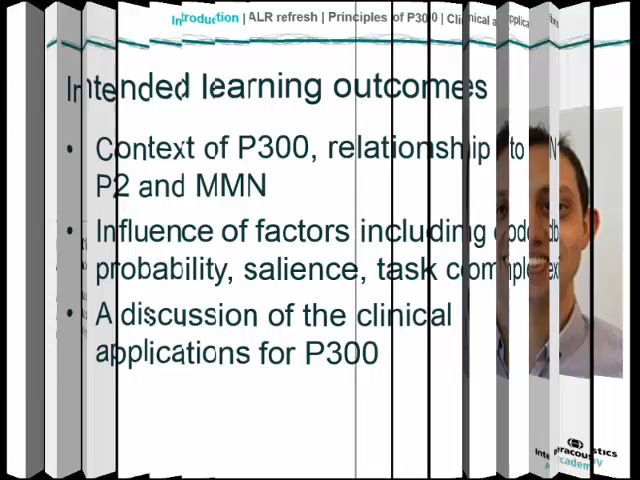 Introduction | ALR refresh | Principles of P300 | Clinical
Intended learning outcomes
• Context of P300, relationship to
P2 and MMN
• Influence of factors including
probability, salience, task
• A discussion of the clinical
applications for P300
Interacoustics
Academy